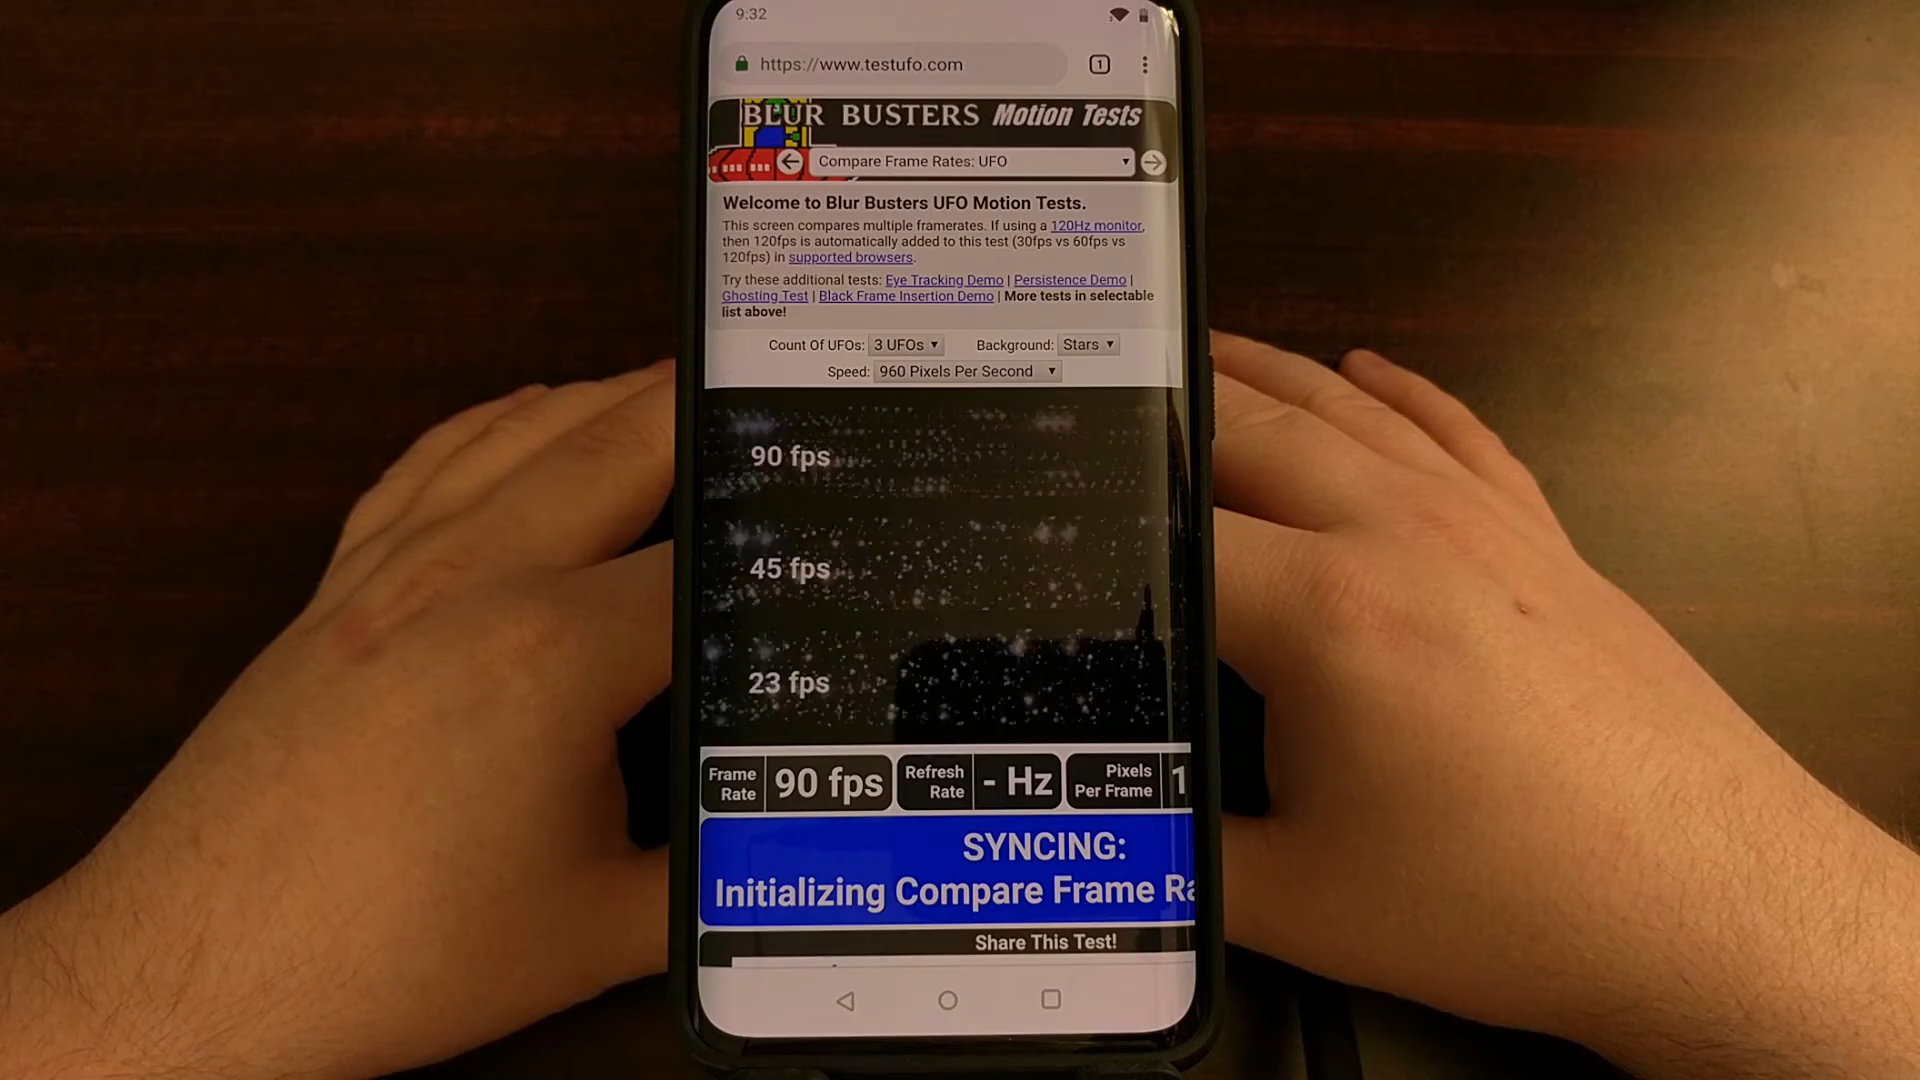 9:32
https://www.testufo.com
1
BLUR BUSTERS Motion Tests
Compare Frame Rates: UFO
Welcome to Blur Busters UFO Motion Tests.
This screen compares multiple framerates. If using a 120Hz monitor,
then 120fps is automatically added to this test (30fps vs 60fps vs
120fps) in supported browsers.
Try these additional tests: Eye Tracking Demo | Persistence Demo |
Ghosting Test | Black Frame Insertion Demo | More tests in selectable
list above!
Count Of UFOs: 3 UFOs Background: Stars
Speed: 960 Pixels Per Second
90 fps
45 fps
23 fps
Frame Rate 90 fps Refresh Rate - Hz Pixels Per Frame 1
SYNCING:
Initializing Compare Frame Ra
Share This Test!